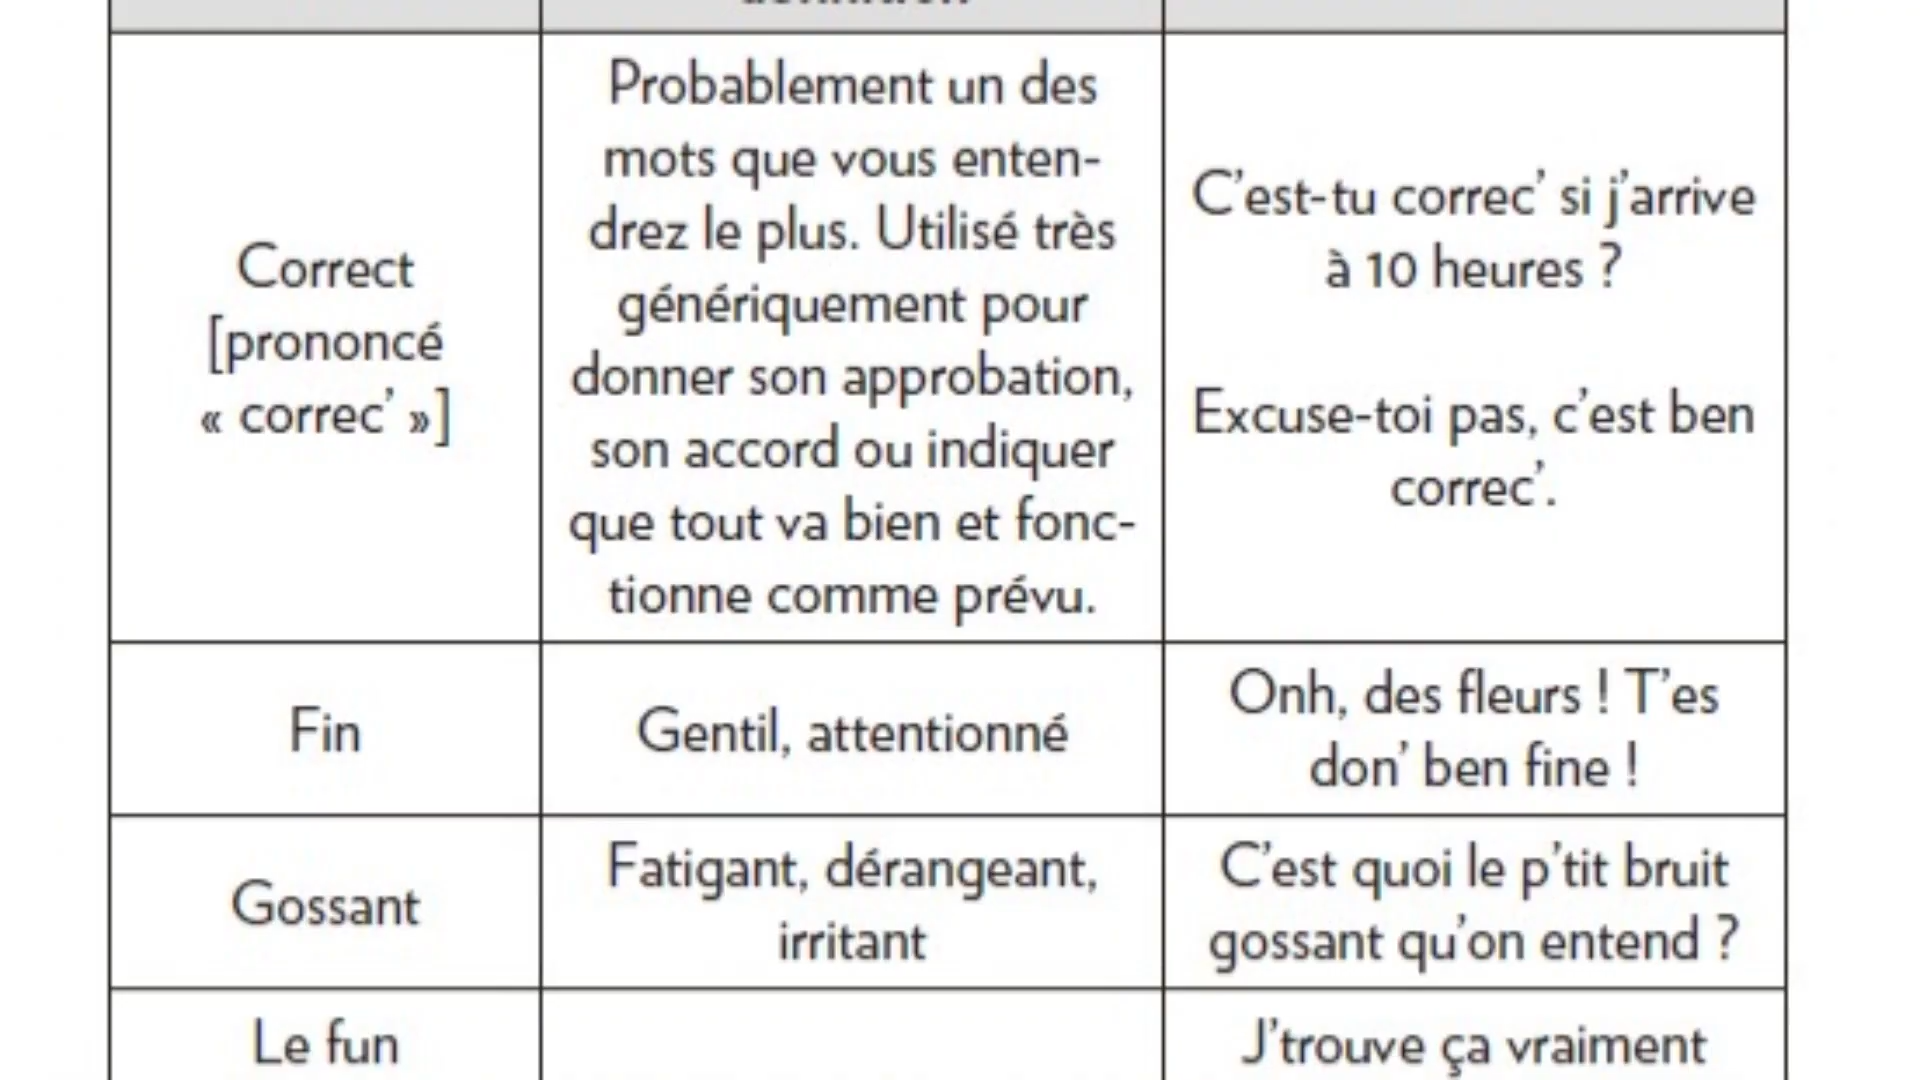 Correct
[prononcé
« correc’ »]
Probablement un des
mots que vous enten-
drez le plus. Utilisé très
génériquement pour
donner son approbation,
son accord ou indiquer
que tout va bien et fonc-
tionne comme prévu.
C’est-tu correc’ si j’arrive
à 10 heures ?
Excuse-toi pas, c’est ben
correc’.
Fin
Gentil, attentionné
Onh, des fleurs ! T’es
don’ ben fine !
Gossant
Fatigant, dérangeant,
irritant
C’est quoi le p’tit bruit
gossant qu’on entend ?
Le fun
J’trouve ça vraiment